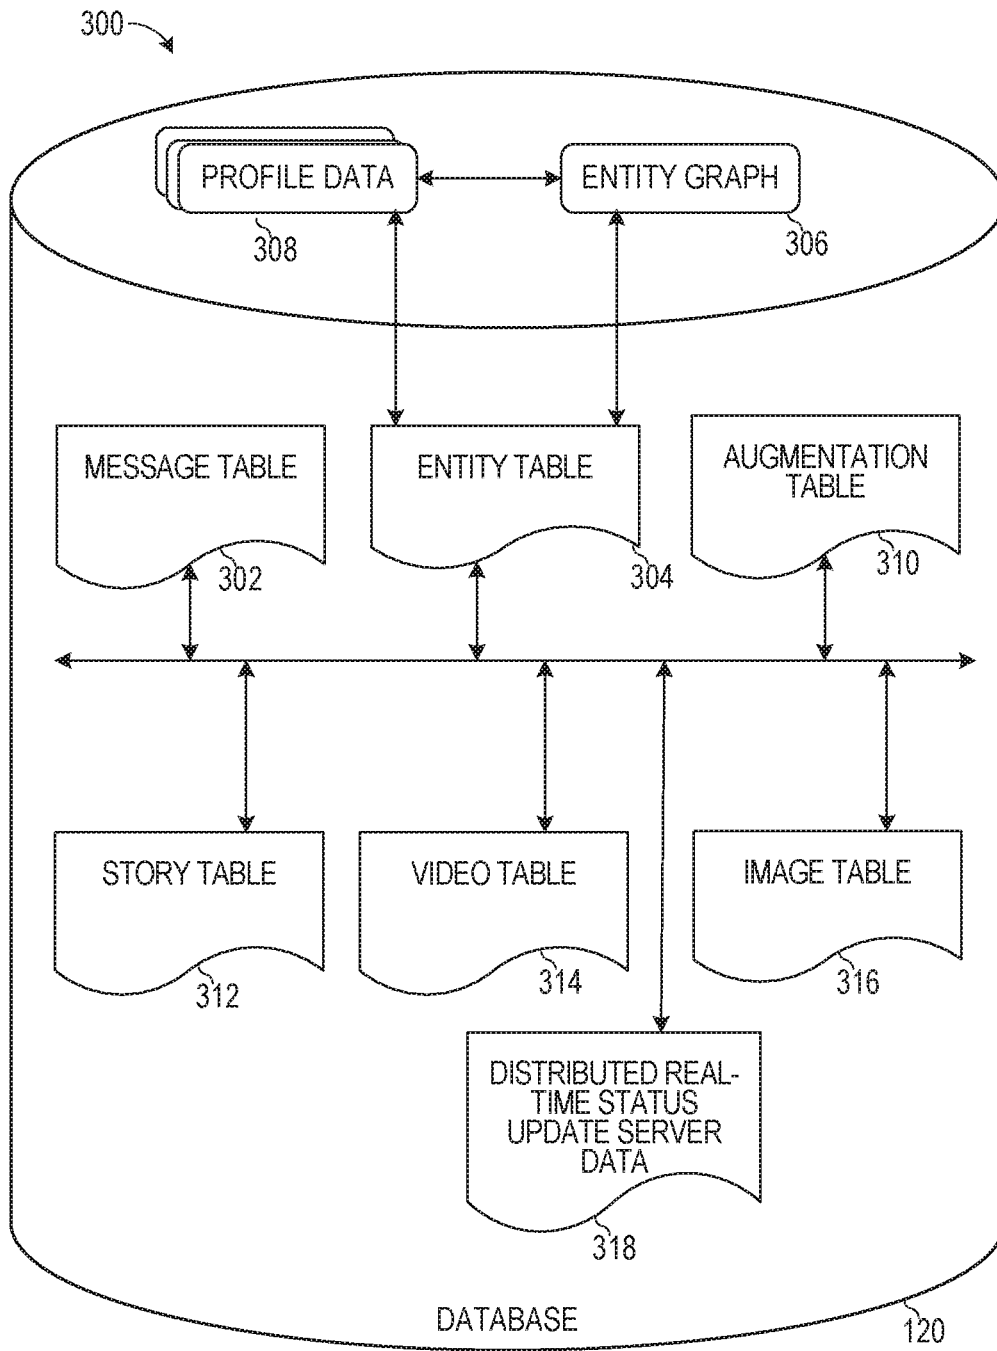 300
PROFILE DATA
ENTITY GRAPH
308
306
MESSAGE TABLE
ENTITY TABLE
AUGMENTATION
TABLE
302
304
310
STORY TABLE
VIDEO TABLE
IMAGE TABLE
312
314
316
DISTRIBUTED REAL-
TIME STATUS
UPDATE SERVER
DATA
318
DATABASE
120